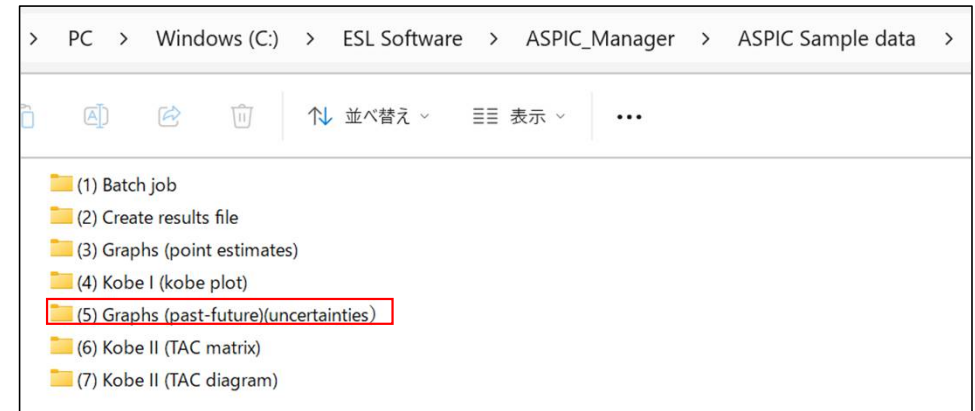 > PC > Windows (C:) > ESL Software > ASPIC_Manager > ASPIC Sample data >
A 並べ替え 表示 ...
(1) Batch job
(2) Create results file
(3) Graphs (point estimates)
(4) Kobe I (kobe plot)
(5) Graphs (past-future)(uncertainties）
(6) Kobe II (TAC matrix)
(7) Kobe II (TAC diagram)